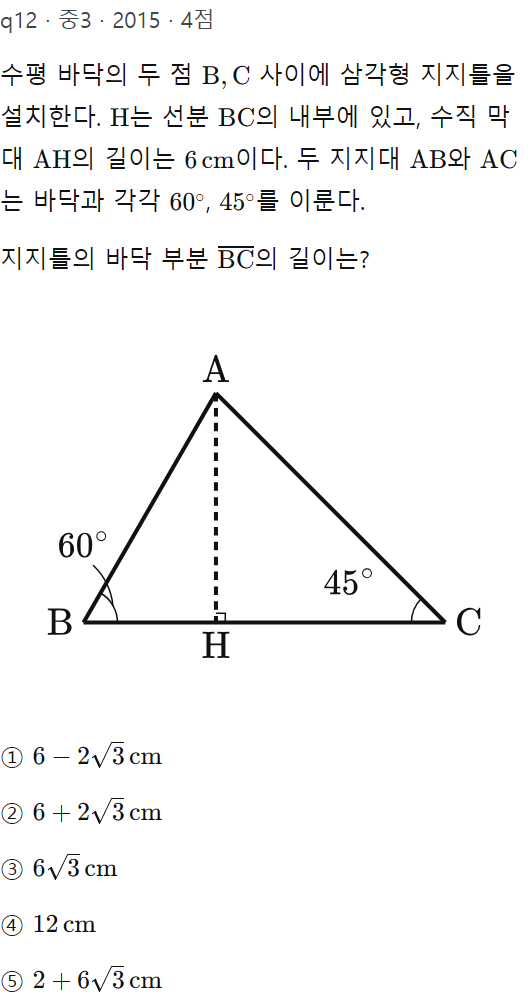 q12 · 중3 · 2015 · 4점
수평 바닥의 두 점 B, C 사이에 삼각형 지지틀을
설치한다. H는 선분 BC의 내부에 있고, 수직 막
대 AH의 길이는 6 cm이다. 두 지지대 AB와 AC
는 바닥과 각각 60°, 45°를 이룬다.
지지틀의 바닥 부분 B̅C̅의 길이는?
A
60°
45°
B
H
C
① 6 − 2√3 cm
② 6 + 2√3 cm
③ 6√3 cm
④ 12 cm
⑤ 2 + 6√3 cm